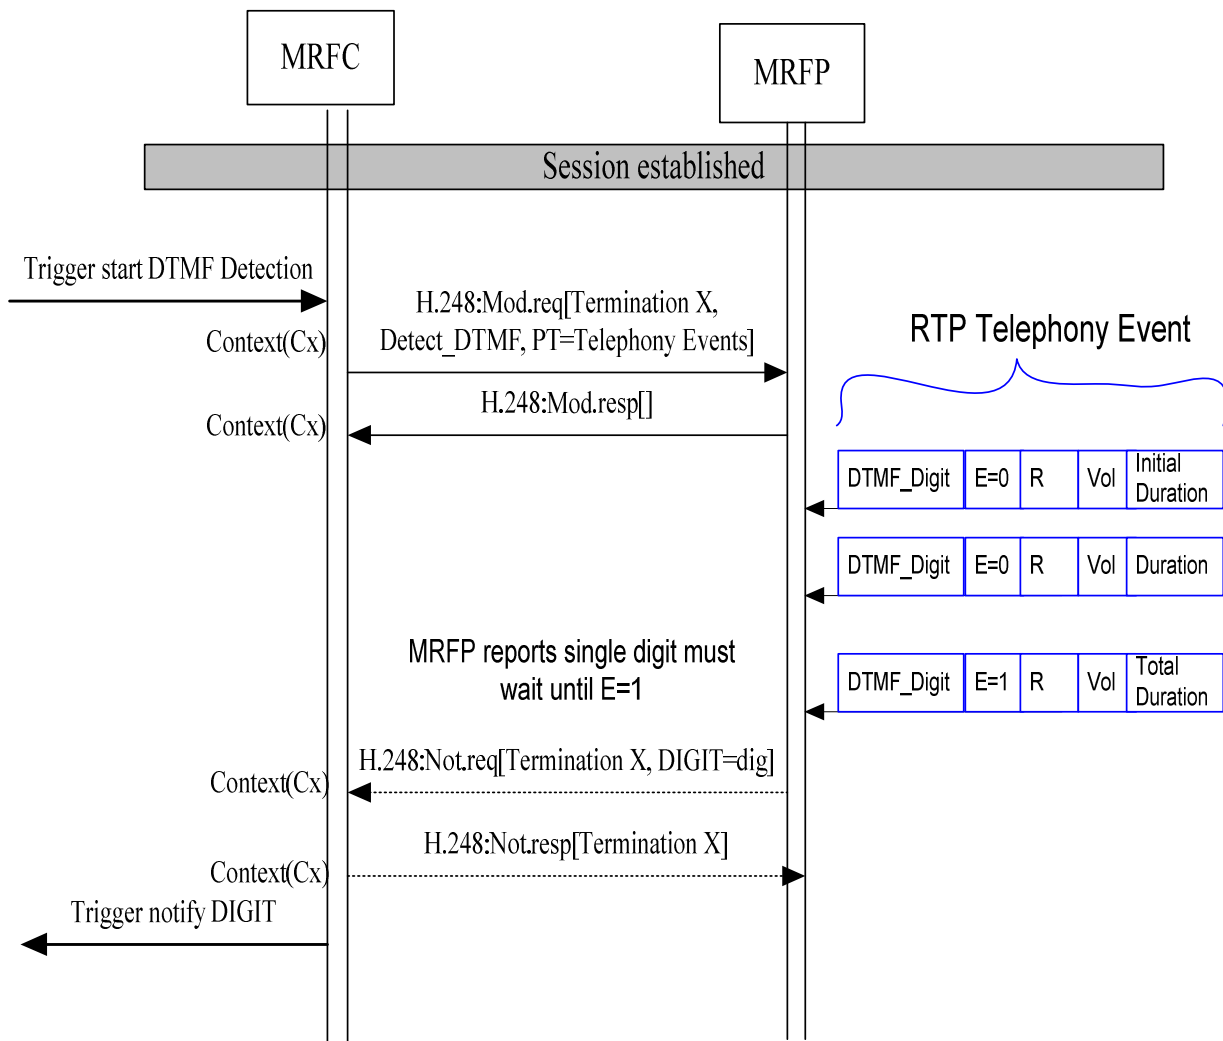 MRFC
MRFP
Session established
Trigger start DTMF Detection
H.248:Mod.req[Termination X,
Detect_DTMF, PT=Telephony Events]
Context(Cx)
RTP Telephony Event
H.248:Mod.resp[]
Context(Cx)
DTMF_Digit E=0 R Vol Initial
Duration
DTMF_Digit E=0 R Vol Duration
MRFP reports single digit must
wait until E=1
DTMF_Digit E=1 R Vol Total
Duration
H.248:Not.req[Termination X, DIGIT=dig]
Context(Cx)
H.248:Not.resp[Termination X]
Context(Cx)
Trigger notify DIGIT